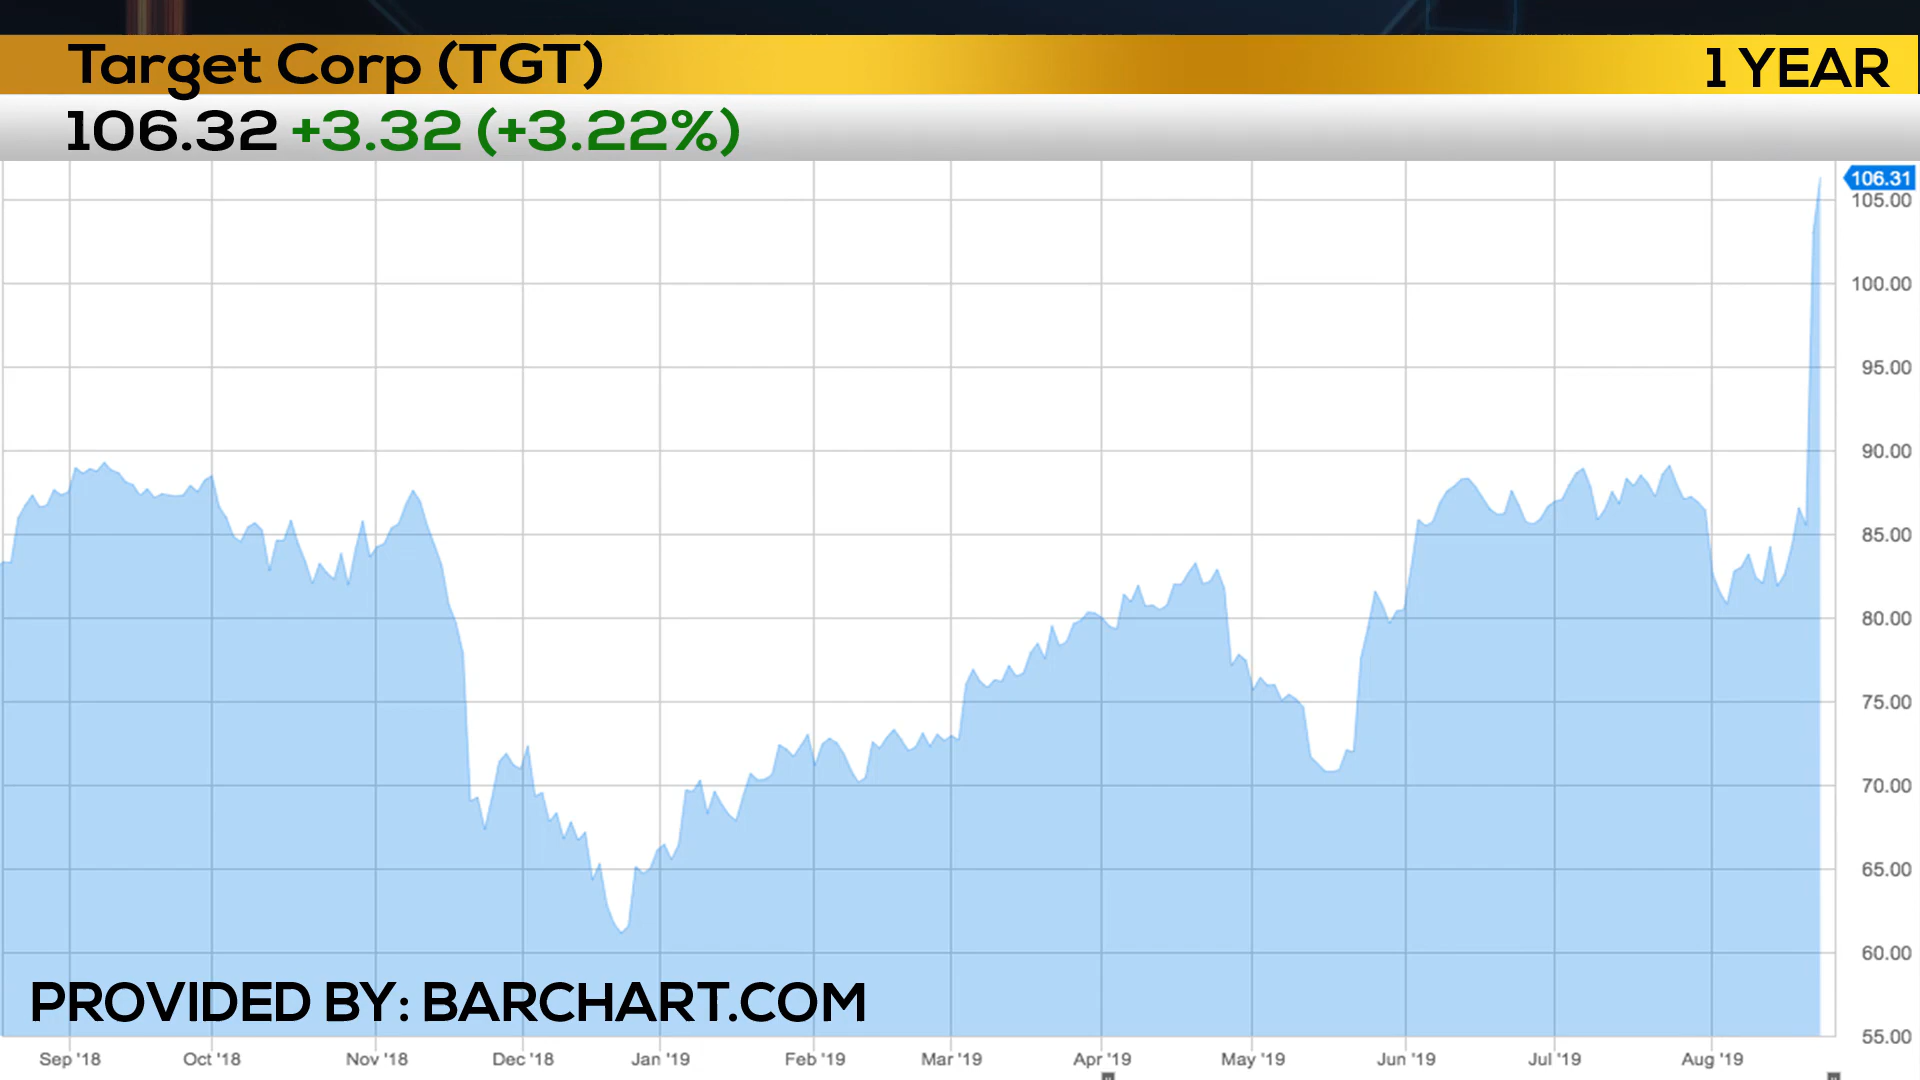 Target Corp (TGT)
1 YEAR
106.32 +3.32 (+3.22%)
106.31
105.00
100.00
95.00
90.00
85.00
80.00
75.00
70.00
65.00
60.00
55.00
PROVIDED BY: BARCHART.COM
Sep '18 Oct '18 Nov '18 Dec '18 Jan '19 Feb '19 Mar '19 Apr '19 May '19 Jun '19 Jul '19 Aug '19